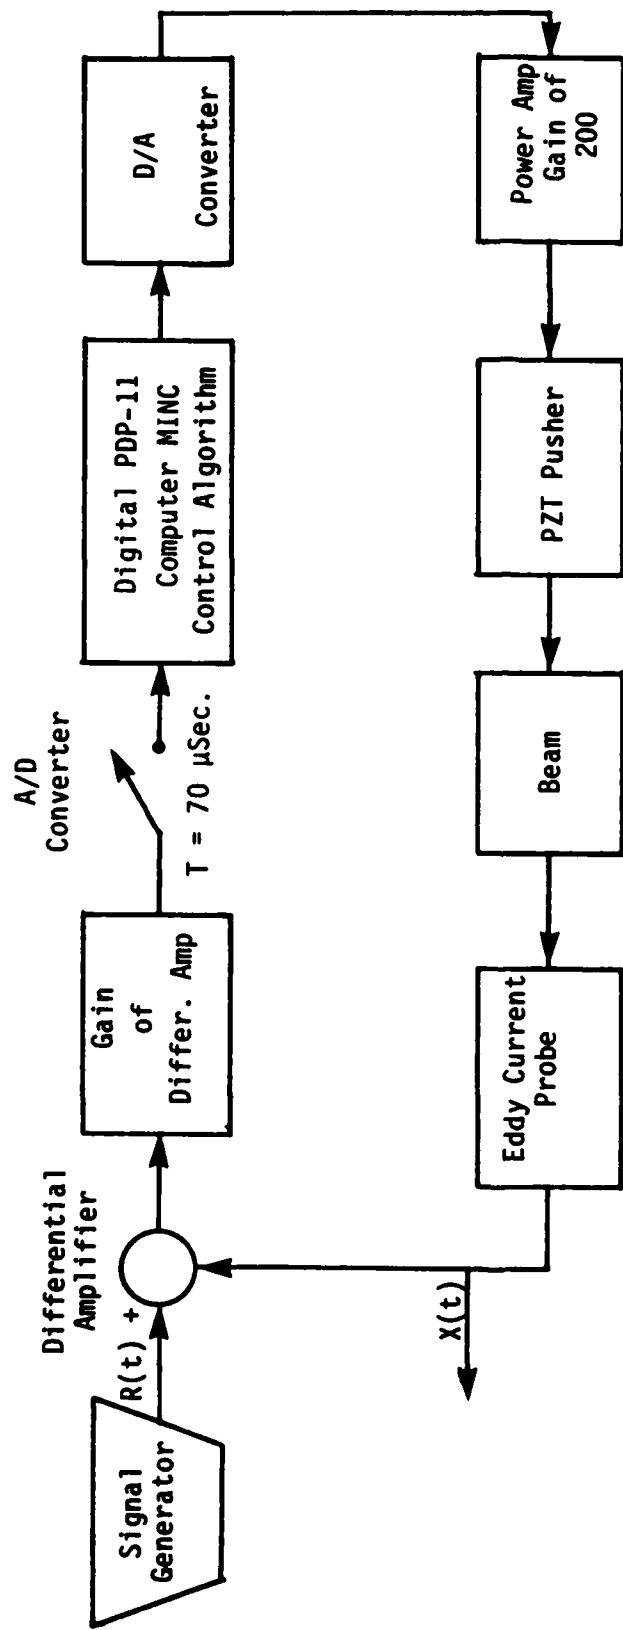 Signal
Generator
R(t) +
Differential
Amplifier
Gain
of
Differ. Amp
A/D
Converter
T = 70 μSec.
Digital PDP-11
Computer MINC
Control Algorithm
D/A
Converter
Power Amp
Gain of
200
PZT Pusher
Beam
Eddy Current
Probe
X(t)